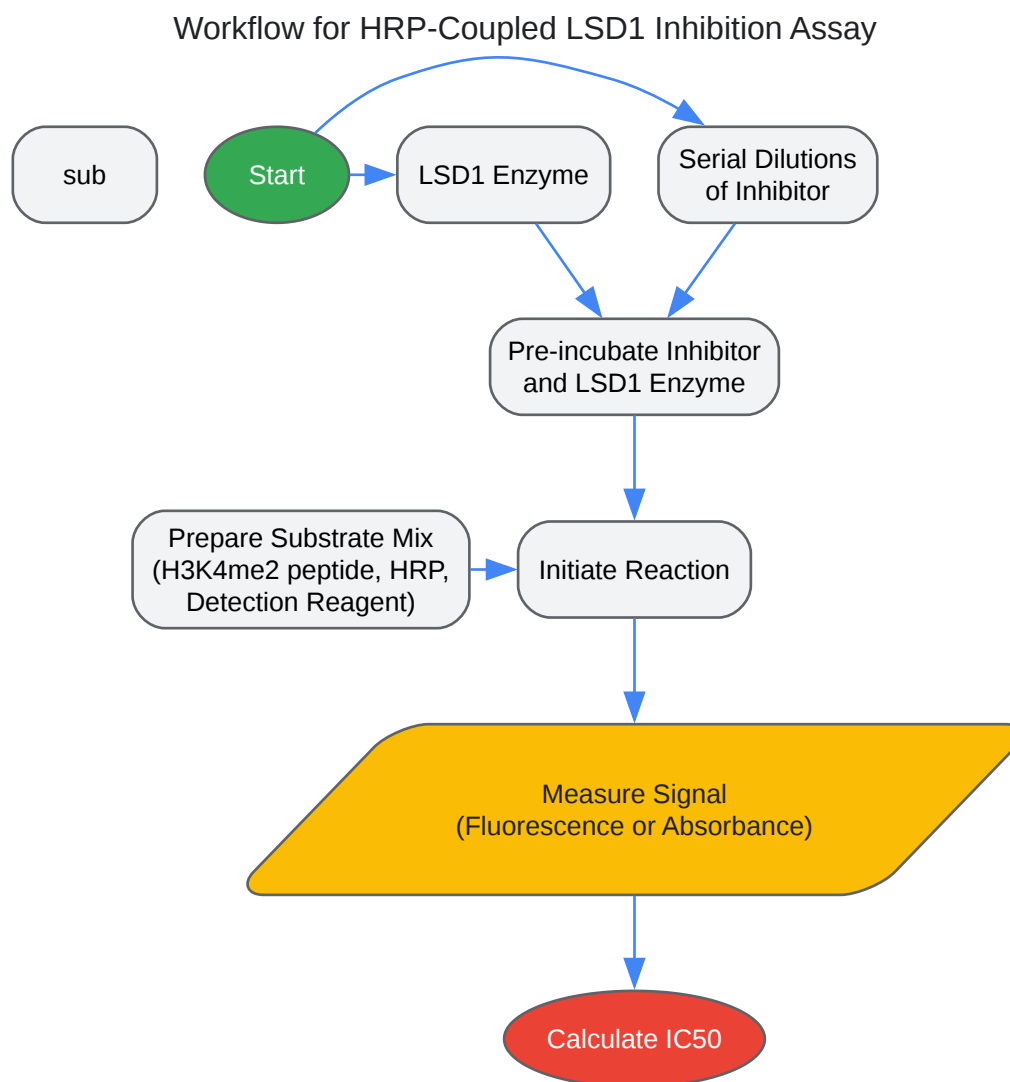 Workflow for HRP-Coupled LSD1 Inhibition Assay
sub
Start
LSD1 Enzyme
Serial Dilutions
of Inhibitor
Pre-incubate Inhibitor
and LSD1 Enzyme
Prepare Substrate Mix
(H3K4me2 peptide, HRP,
Detection Reagent)
Initiate Reaction
Measure Signal
(Fluorescence or Absorbance)
Calculate IC50